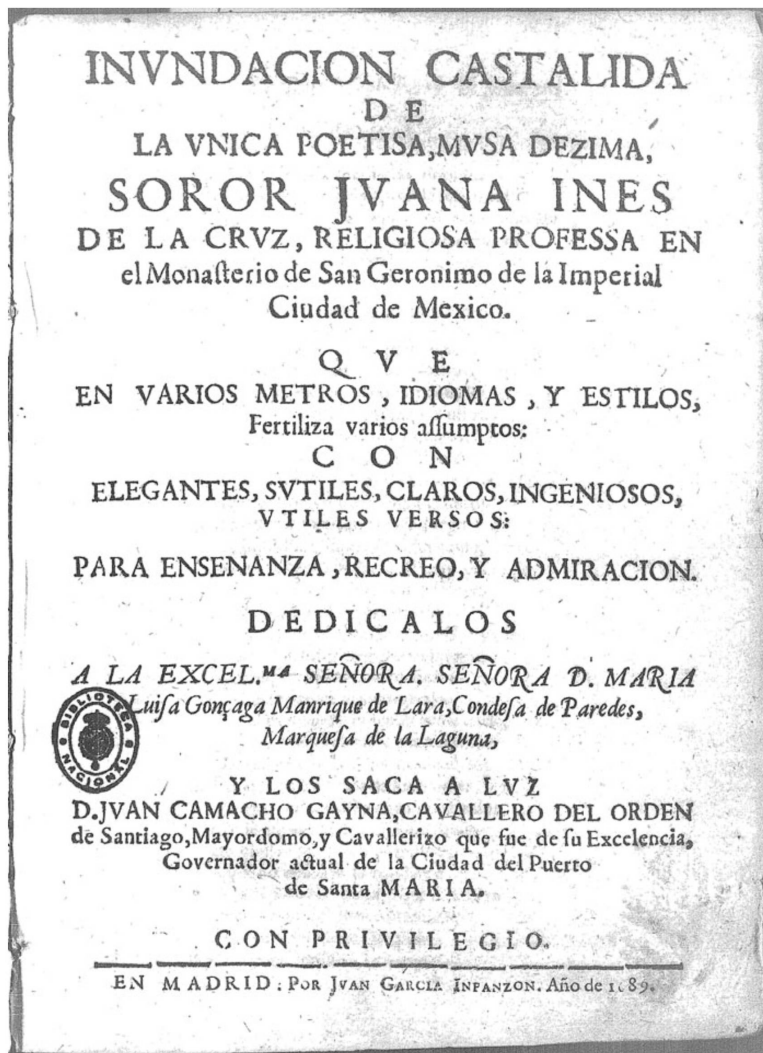 INVNDACION CASTALIDA
DE
LA VNICA POETISA, MVSA DEZIMA,
SOROR JVANA INES
DE LA CRVZ, RELIGIOSA PROFESSA EN
el Monaſterio de San Geronimo de la Imperial
Ciudad de Mexico.
QVE
EN VARIOS METROS, IDIOMAS, Y ESTILOS,
Fertiliza varios aſſumptos:
CON
ELEGANTES, SVTILES, CLAROS, INGENIOSOS,
VTILES VERSOS:
PARA ENSENANZA, RECREO, Y ADMIRACION.
DEDICALOS
A LA EXCEL.MA SEÑORA. SEÑORA D. MARIA
Luiſa Gonçaga Manrique de Lara, Condeſa de Paredes,
Marqueſa de la Laguna,
BIBLIOTECA NACIONAL
Y LOS SACA A LVZ
D. JVAN CAMACHO GAYNA, CAVALLERO DEL ORDEN
de Santiago, Mayordomo, y Cavallerizo que fue de ſu Excelencia,
Governador actual de la Ciudad del Puerto
de Santa MARIA.
CON PRIVILEGIO.
EN MADRID: POR JVAN GARCIA INFANZON. Año de 1689.